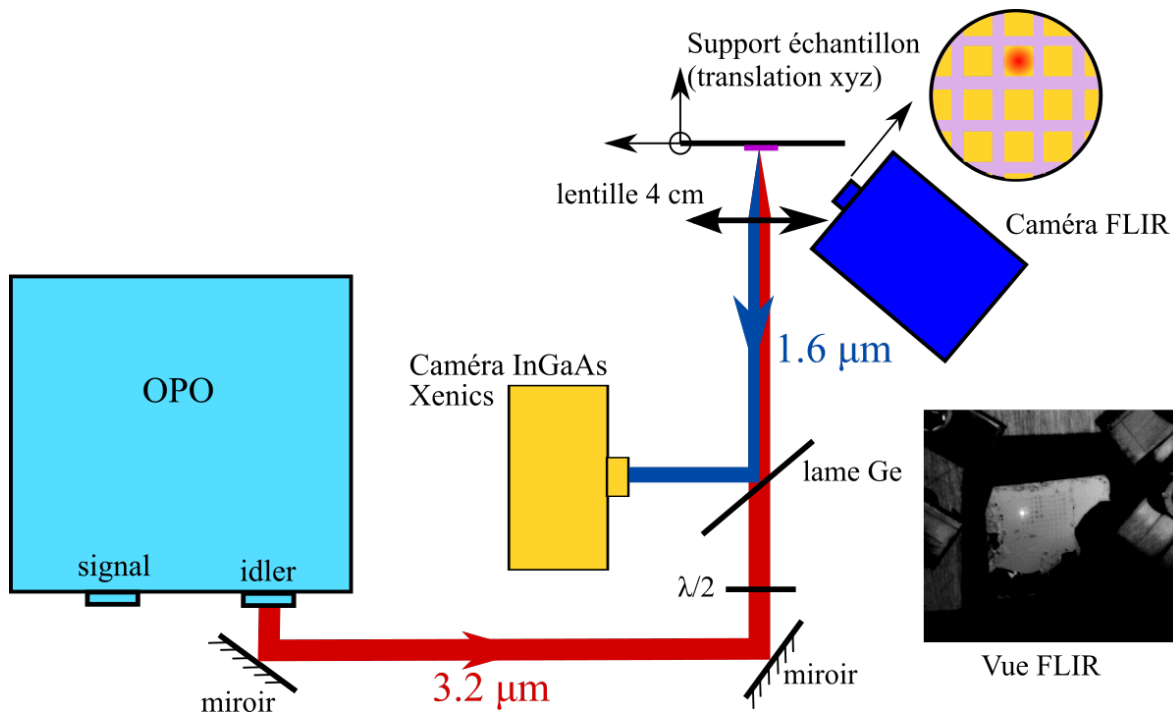 Support échantillon
(translation xyz)
lentille 4 cm
Caméra FLIR
1.6 μm
Caméra InGaAs
Xenics
OPO
lame Ge
signal
idler
λ/2
miroir
3.2 μm
miroir
Vue FLIR